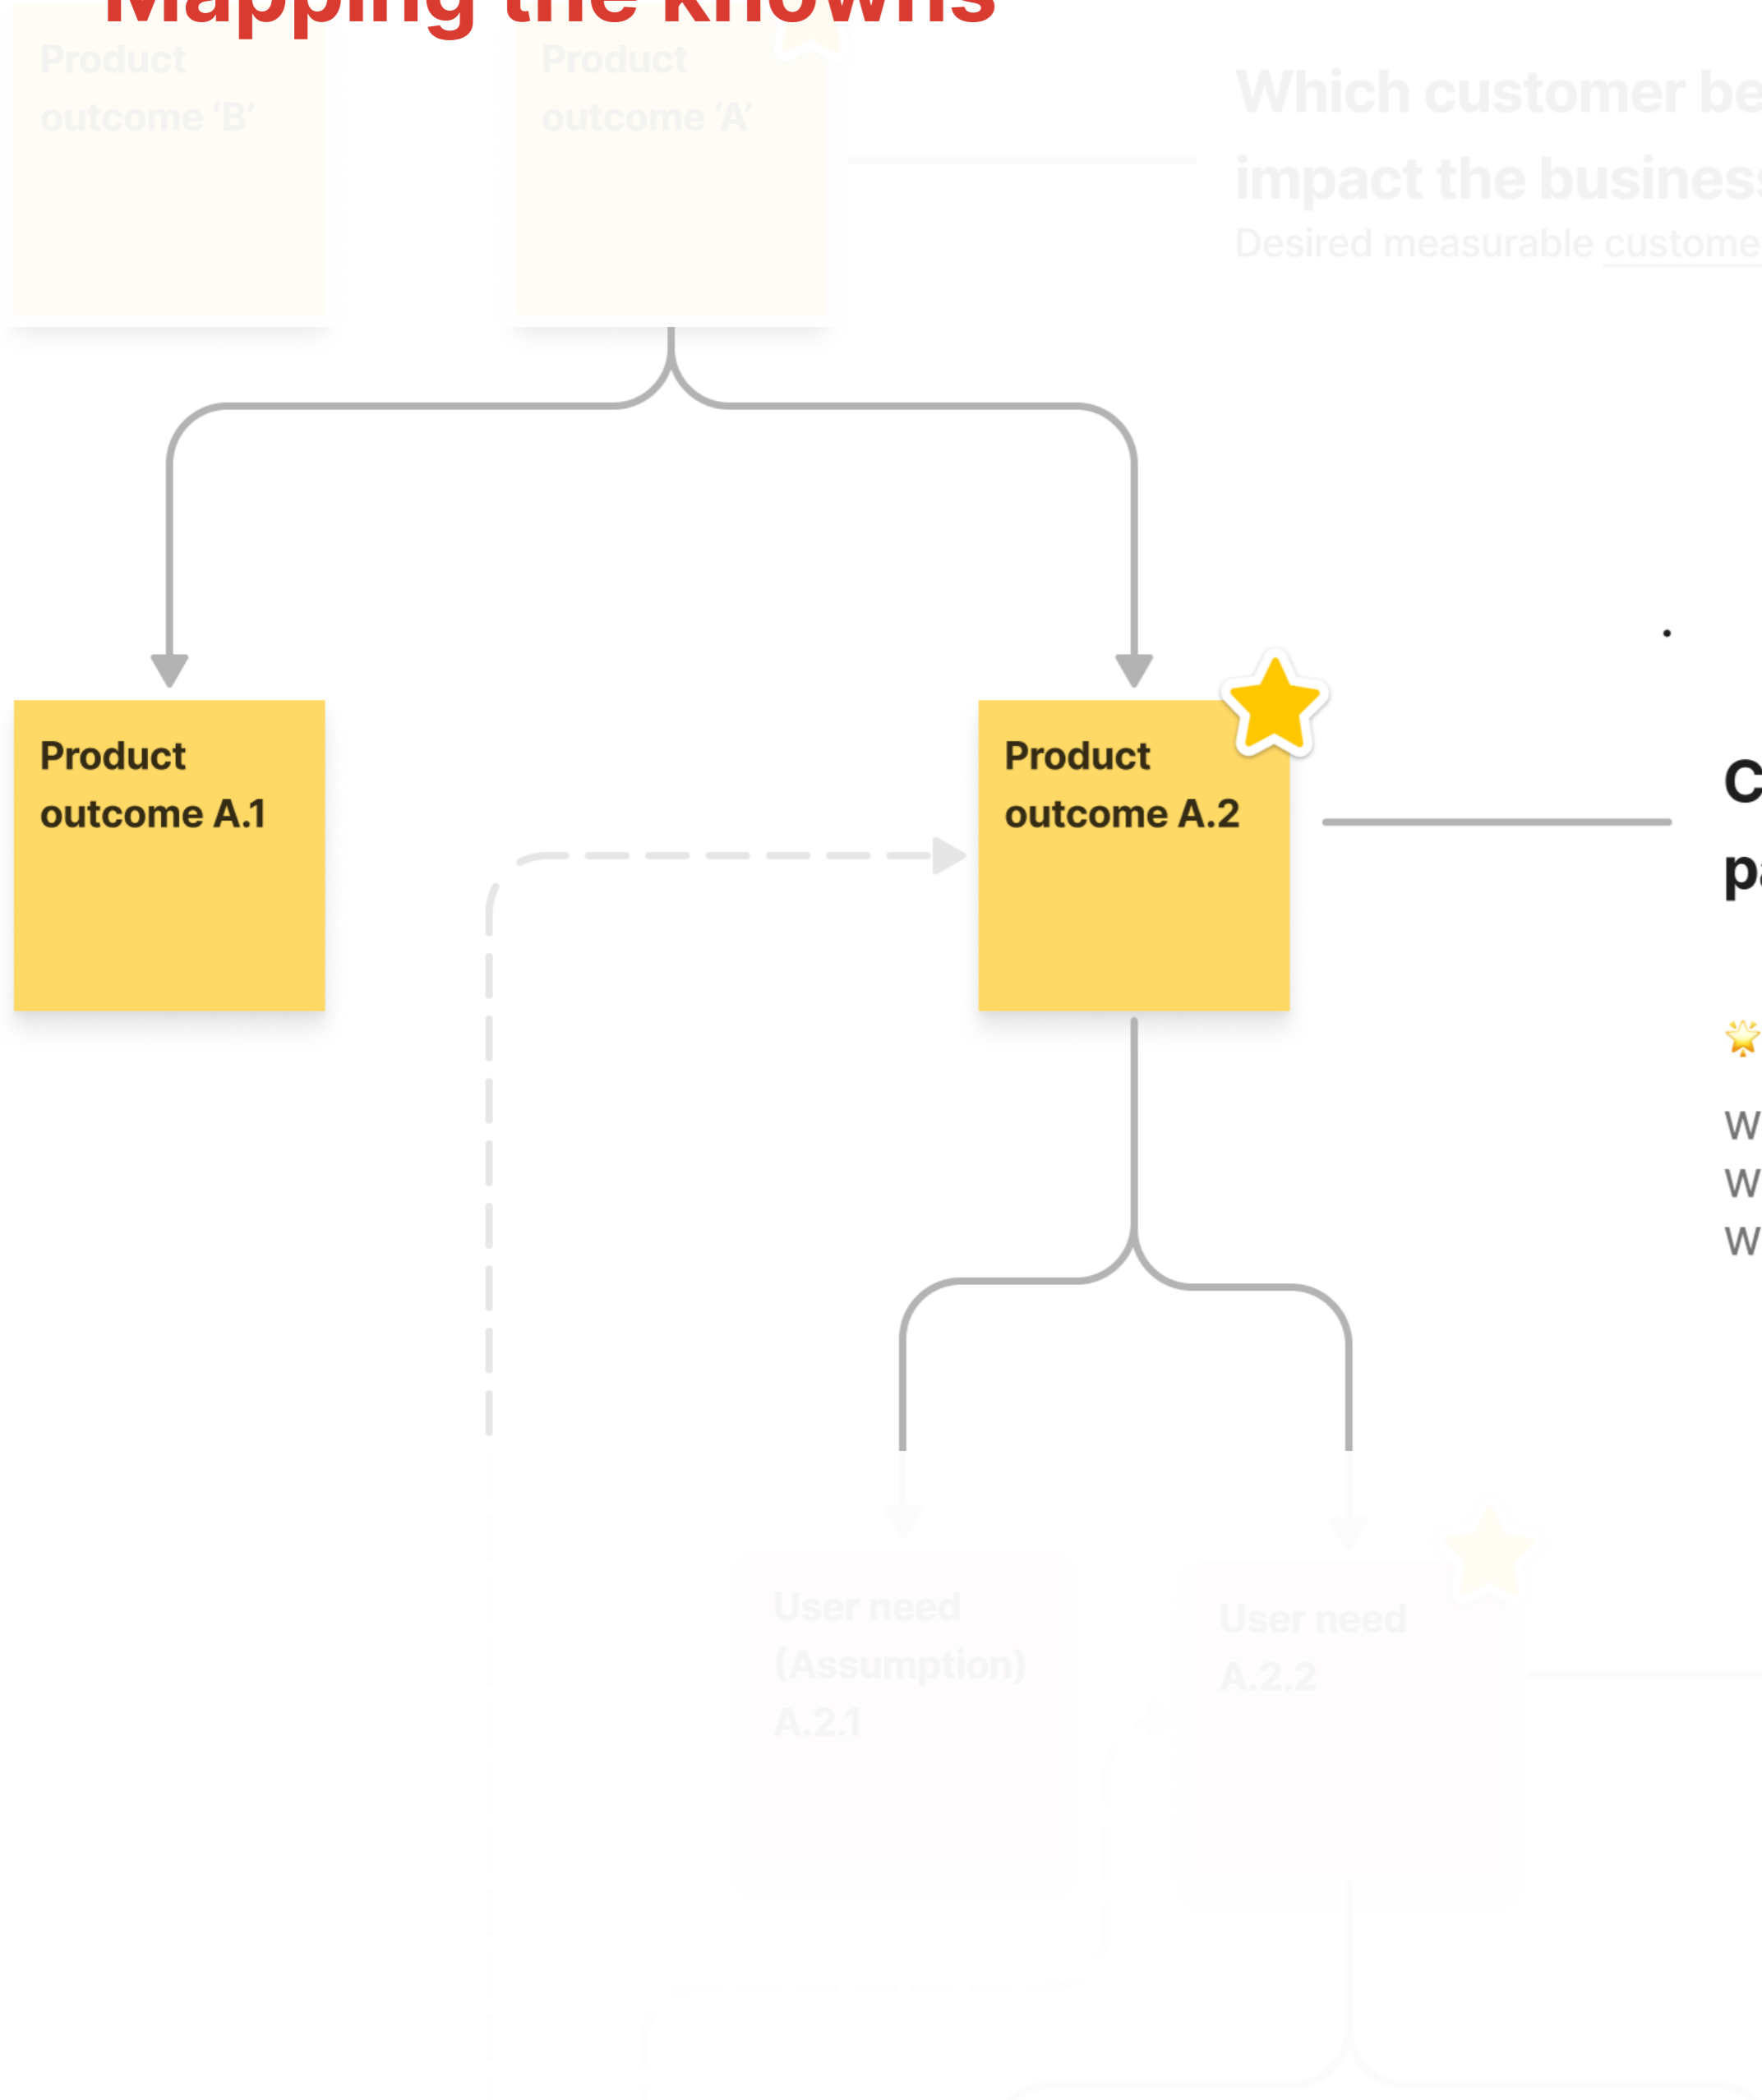 Mapping the knowns
Product
outcome ‘B’
Product
outcome ‘A’
Which customer be
impact the business
Desired measurable custome
Product
outcome A.1
Product
outcome A.2
C
pa
W
W
W
User need
(Assumption)
A.2.1
User need
A.2.2